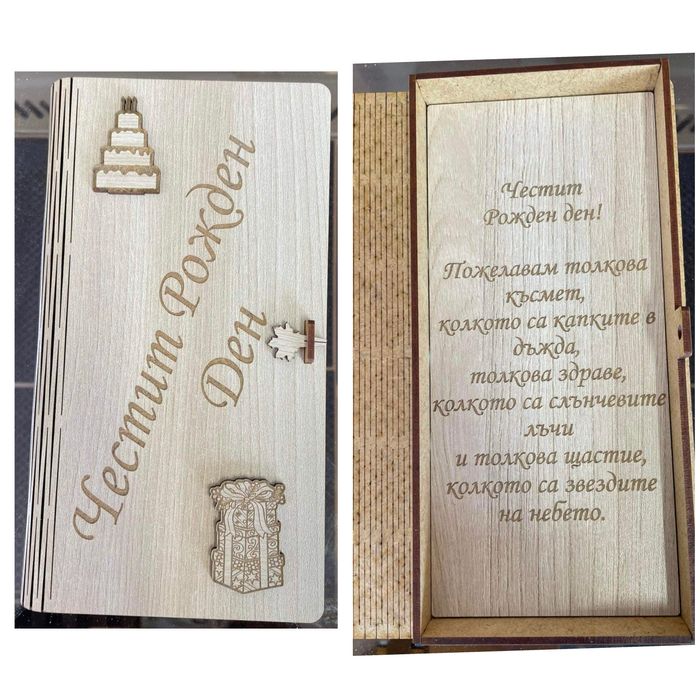 Честит Рожден
Ден
Честит
Рожден ден!
Пожелавам толкова
късмет,
колкото са капките в
дъжда,
толкова здраве,
колкото са слънчевите
лъчи
и толкова щастие,
колкото са звездите
на небето.